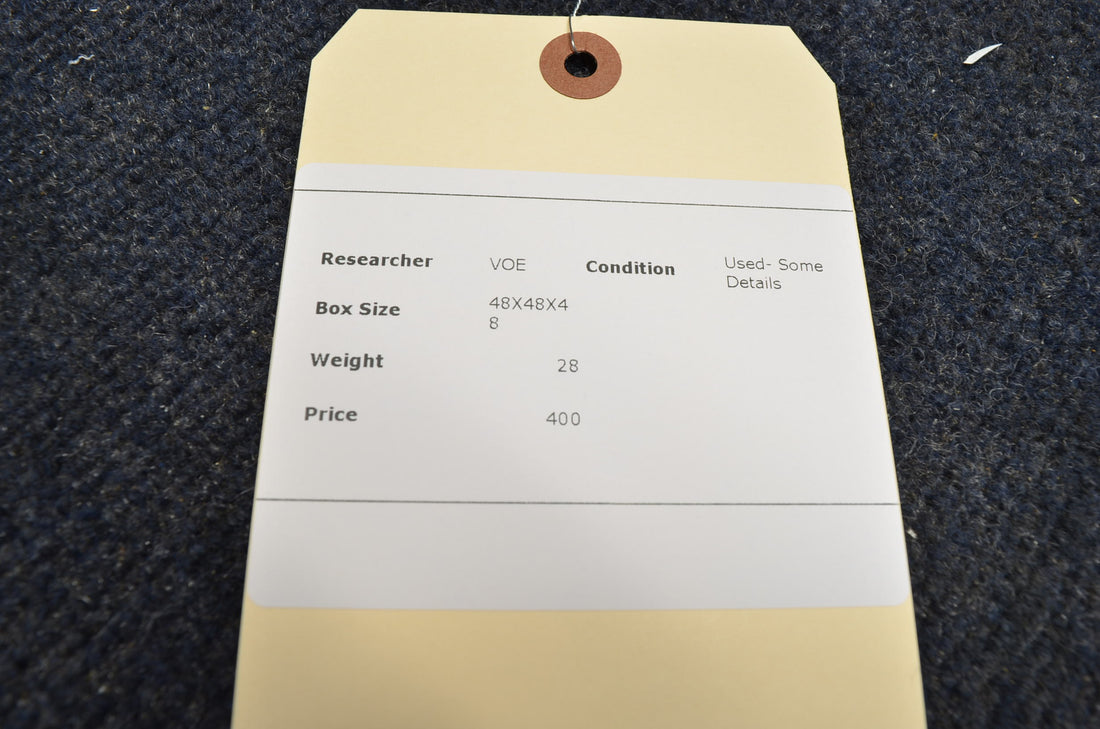 Researcher VOE Condition Used- Some
Details
Box Size 48X48X4
8
Weight 28
Price 400